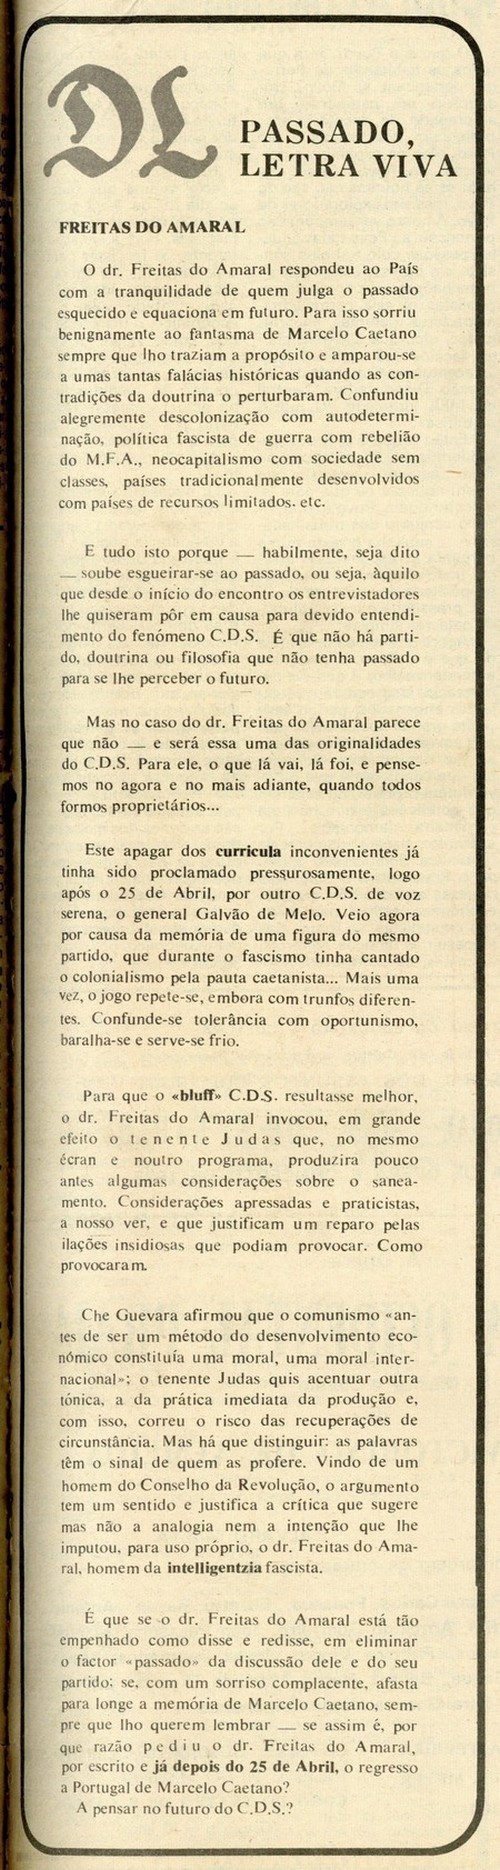 DL
PASSADO,
LETRA VIVA
FREITAS DO AMARAL
O dr. Freitas do Amaral respondeu ao País
com a tranquilidade de quem julga o passado
esquecido e equaciona em futuro. Para isso sorriu
benignamente ao fantasma de Marcelo Caetano
sempre que lho traziam a propósito e amparou-se
a umas tantas falácias históricas quando as con-
tradições da doutrina o perturbaram. Confundiu
alegremente descolonização com autodetermi-
nação, política fascista de guerra com rebelião
do M.F.A., neocapitalismo com sociedade sem
classes, países tradicionalmente desenvolvidos
com países de recursos limitados. etc.
E tudo isto porque — habilmente, seja dito
— soube esgueirar-se ao passado, ou seja, àquilo
que desde o início do encontro os entrevistadores
lhe quiseram pôr em causa para devido entendi-
mento do fenómeno C.D.S. É que não há parti-
do, doutrina ou filosofia que não tenha passado
para se lhe perceber o futuro.
Mas no caso do dr. Freitas do Amaral parece
que não — e será essa uma das originalidades
do C.D.S. Para ele, o que lá vai, lá foi, e pense-
mos no agora e no mais adiante, quando todos
formos proprietários...
Este apagar dos curricula inconvenientes já
tinha sido proclamado pressurosamente, logo
após o 25 de Abril, por outro C.D.S. de voz
serena, o general Galvão de Melo. Veio agora
por causa da memória de uma figura do mesmo
partido, que durante o fascismo tinha cantado
o colonialismo pela pauta caetanista... Mais uma
vez, o jogo repete-se, embora com trunfos diferen-
tes. Confunde-se tolerância com oportunismo,
baralha-se e serve-se frio.
Para que o «bluff» C.D.S. resultasse melhor,
o dr. Freitas do Amaral invocou, em grande
efeito o tenente Judas que, no mesmo
écran e noutro programa, produzira pouco
antes algumas considerações sobre o sanea-
mento. Considerações apressadas e praticistas,
a nosso ver, e que justificam um reparo pelas
ilações insidiosas que podiam provocar. Como
provocaram.
Che Guevara afirmou que o comunismo «an-
tes de ser um método do desenvolvimento eco-
nómico constituía uma moral, uma moral inter-
nacional»; o tenente Judas quis acentuar outra
tónica, a da prática imediata da produção e,
com isso, correu o risco das recuperações de
circunstância. Mas há que distinguir: as palavras
têm o sinal de quem as profere. Vindo de um
homem do Conselho da Revolução, o argumento
tem um sentido e justifica a crítica que sugere
mas não a analogia nem a intenção que lhe
imputou, para uso próprio, o dr. Freitas do Ama-
ral, homem da intelligentzia fascista.
É que se o dr. Freitas do Amaral está tão
empenhado como disse e redisse, em eliminar
o factor «passado» da discussão dele e do seu
partido; se, com um sorriso complacente, afasta
para longe a memória de Marcelo Caetano, sem-
pre que lho querem lembrar — se assim é, por
que razão pediu o dr. Freitas do Amaral,
por escrito e já depois do 25 de Abril, o regresso
a Portugal de Marcelo Caetano?
A pensar no futuro do C.D.S.?